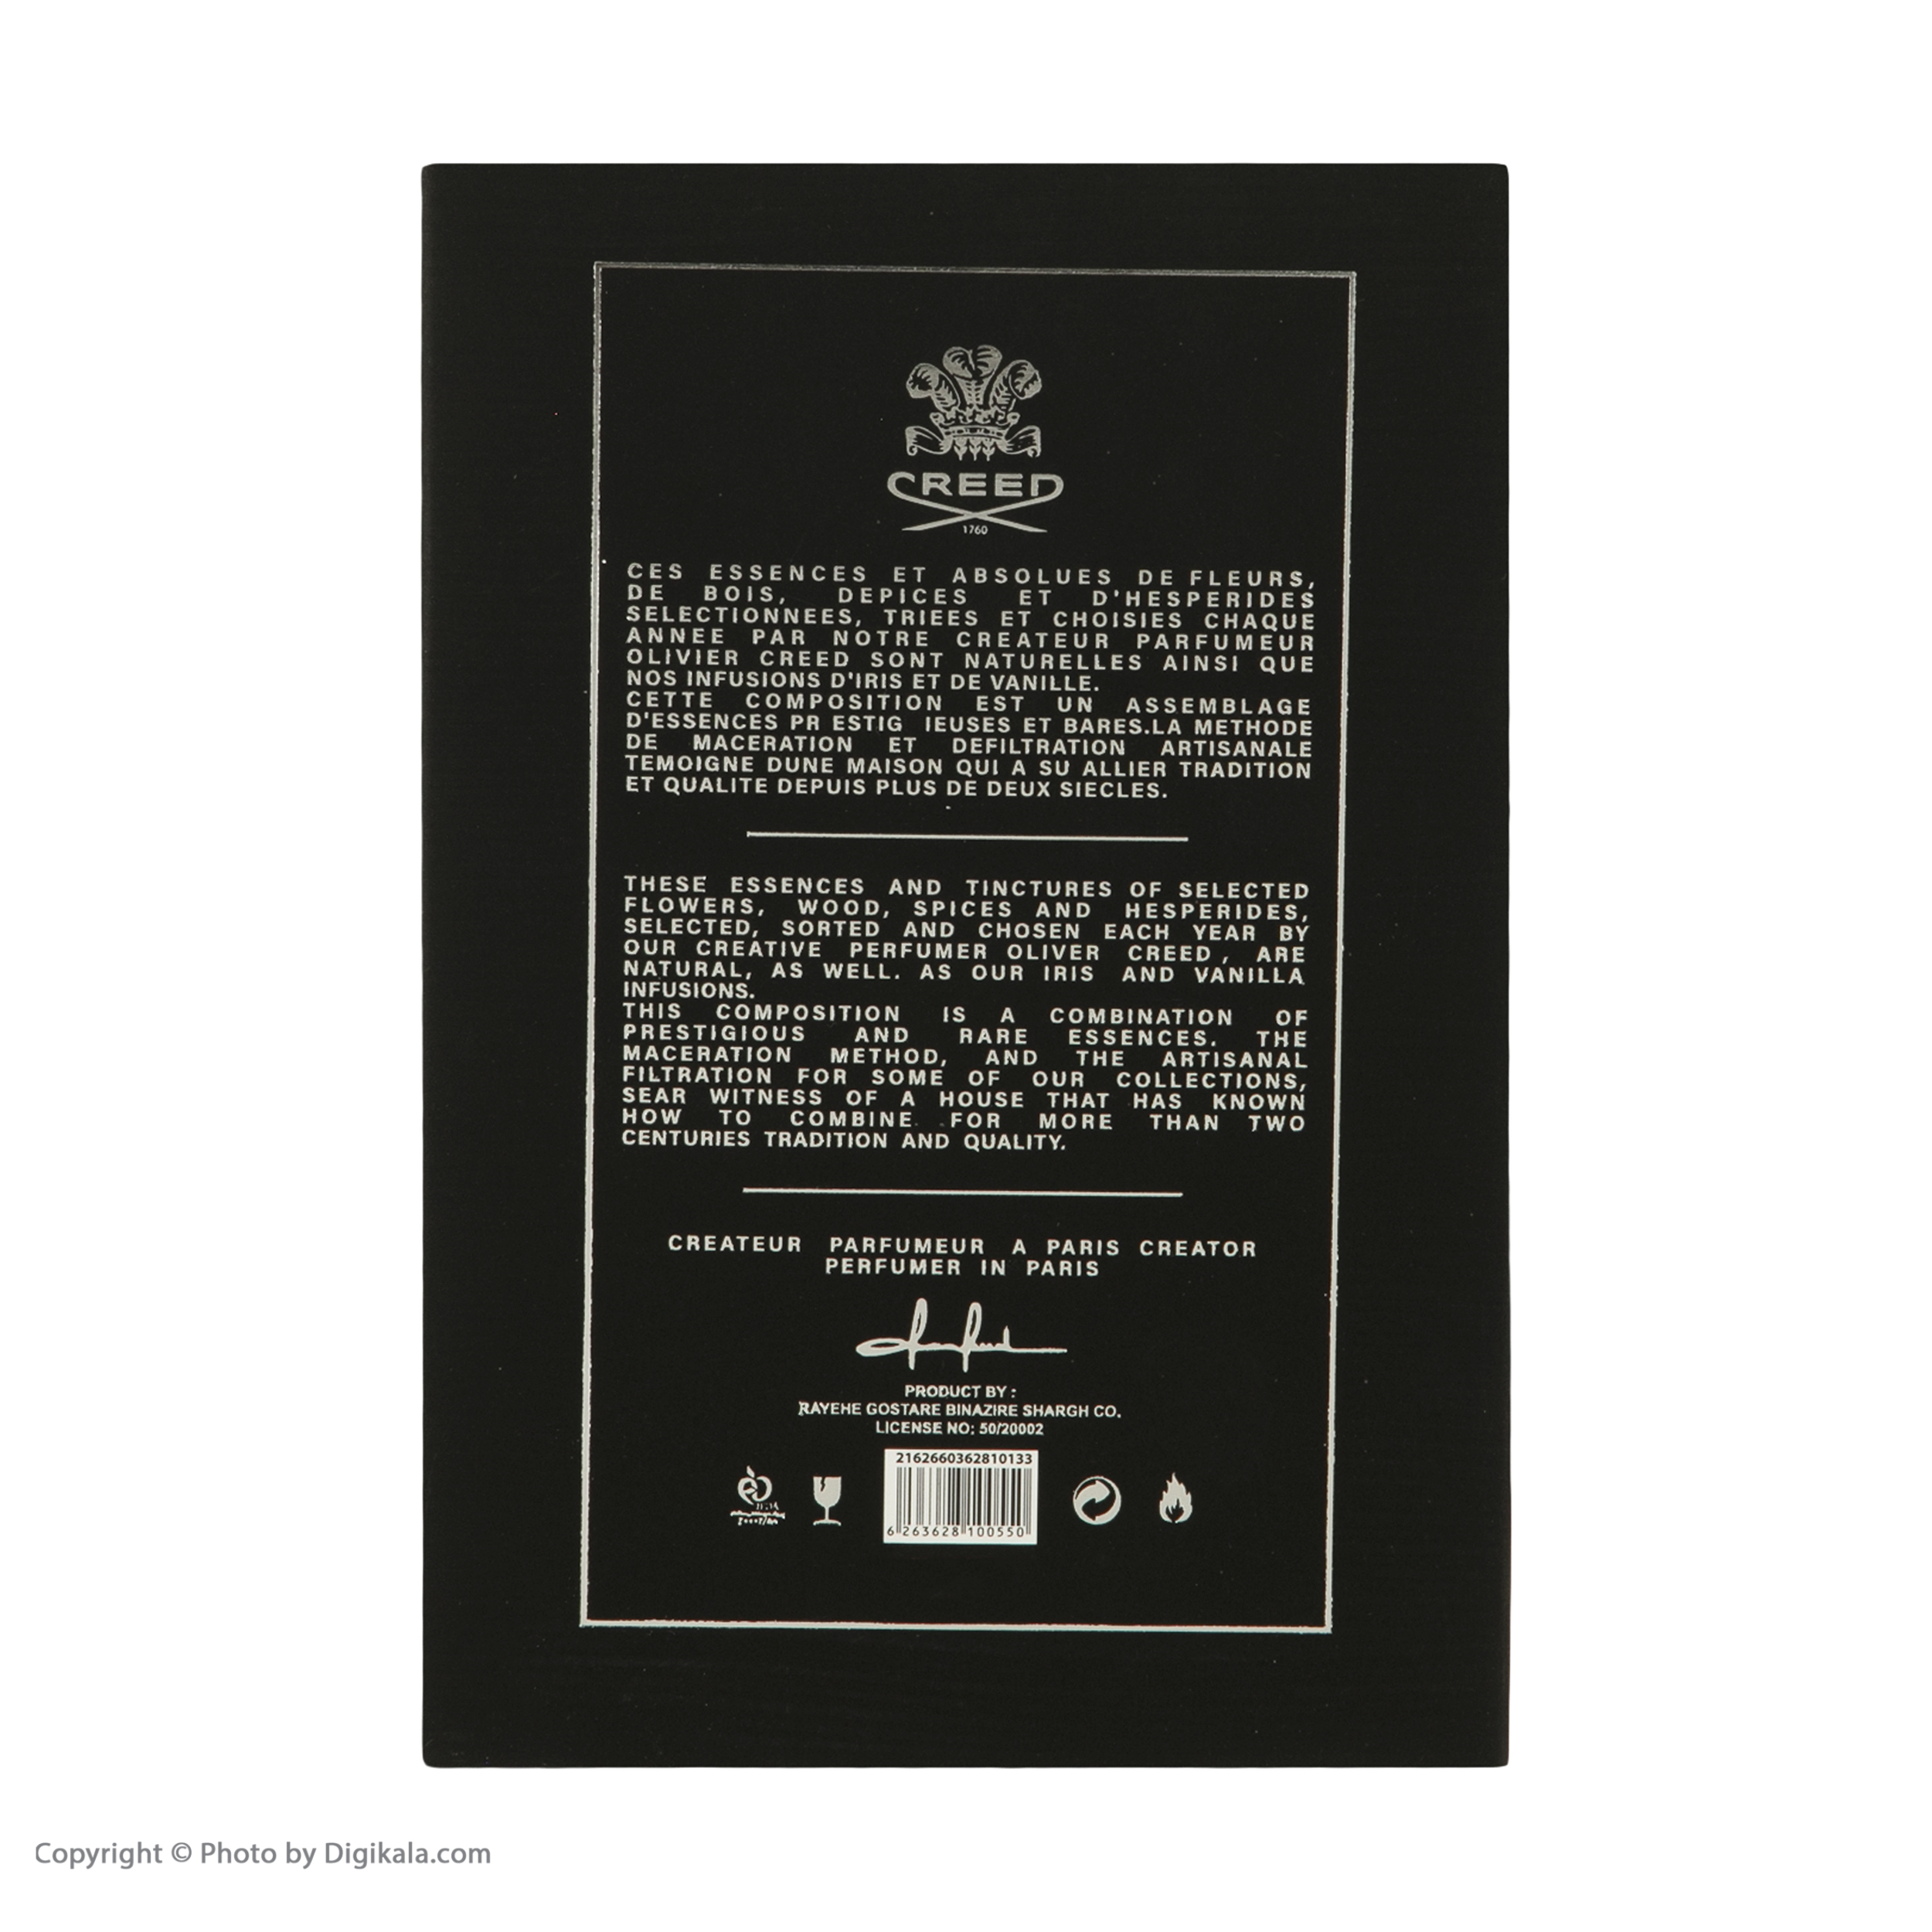 CREED
1760
CES ESSENCES ET ABSOLUES DE FLEURS,
DE BOIS, DEPICES ET D'HESPERIDES
SELECTIONNEES, TRIEES ET CHOISIES CHAQUE
ANNEE PAR NOTRE CREATEUR PARFUMEUR
OLIVIER CREED SONT NATURELLES AINSI QUE
NOS INFUSIONS D'IRIS ET DE VANILLE.
CETTE COMPOSITION EST UN ASSEMBLAGE
D'ESSENCES PR ESTIG IEUSES ET BARES.LA METHODE
DE MACERATION ET DEFILTRATION ARTISANALE
TEMOIGNE DUNE MAISON QUI A SU ALLIER TRADITION
ET QUALITE DEPUIS PLUS DE DEUX SIECLES.
THESE ESSENCES AND TINCTURES OF SELECTED
FLOWERS, WOOD, SPICES AND HESPERIDES,
SELECTED, SORTED AND CHOSEN EACH YEAR BY
OUR CREATIVE PERFUMER OLIVER CREED, ARE
NATURAL, AS WELL. AS OUR IRIS AND VANILLA
INFUSIONS.
THIS COMPOSITION IS A COMBINATION OF
PRESTIGIOUS AND RARE ESSENCES. THE
MACERATION METHOD, AND THE ARTISANAL
FILTRATION FOR SOME OF OUR COLLECTIONS,
SEAR WITNESS OF A HOUSE THAT HAS KNOWN
HOW TO COMBINE FOR MORE THAN TWO
CENTURIES TRADITION AND QUALITY.
CREATEUR PARFUMEUR A PARIS CREATOR
PERFUMER IN PARIS
PRODUCT BY :
RAYEHE GOSTARE BINAZIRE SHARGH CO.
LICENSE NO: 50/20002
2162660362810133
6 263628 100550
Copyright © Photo by Digikala.com